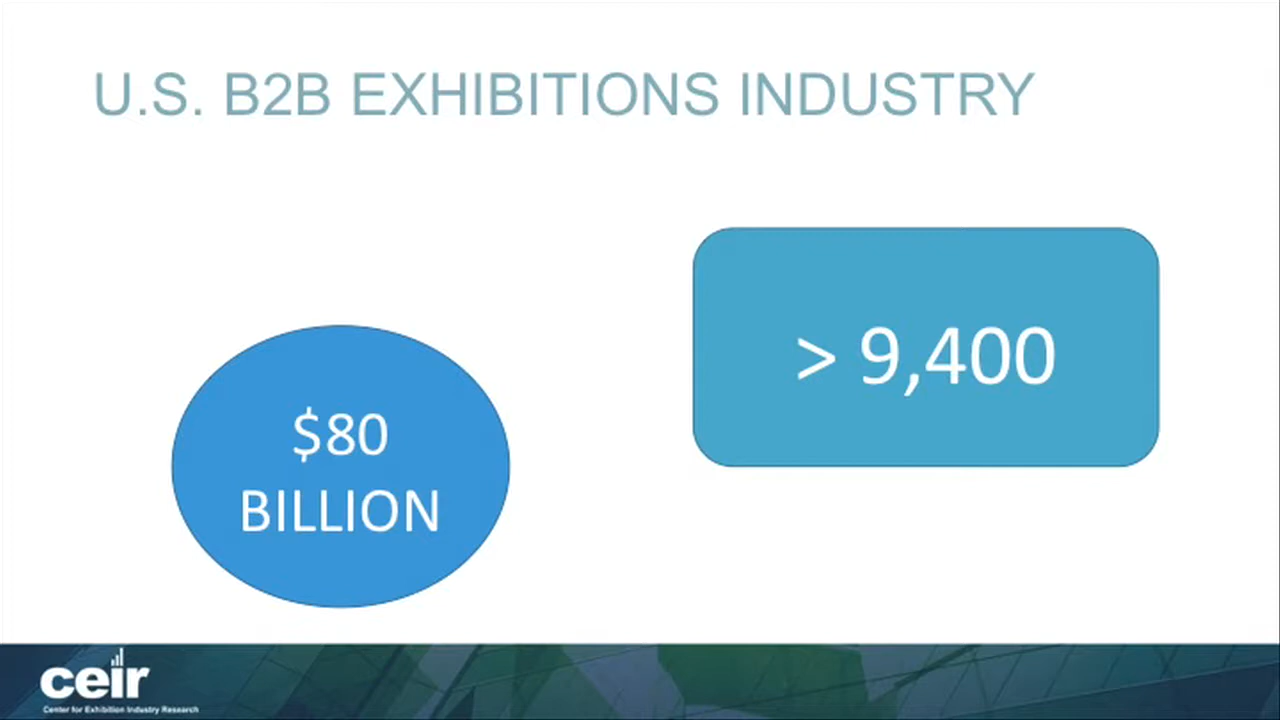 U.S. B2B EXHIBITIONS INDUSTRY
> 9,400
$80
BILLION
ceir
Center for Exhibition Industry Research